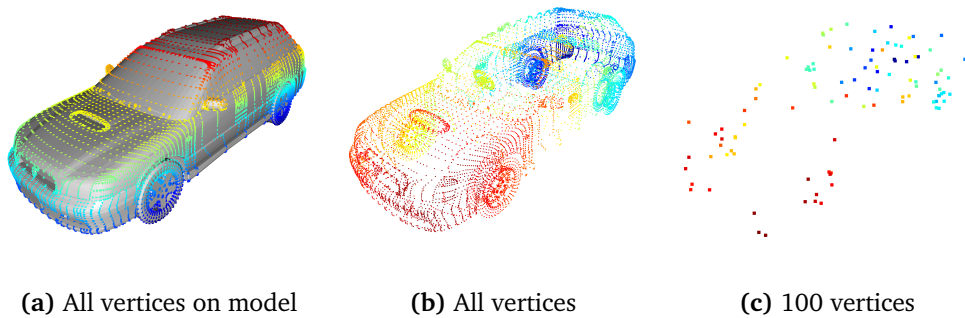 (a) All vertices on model
(b) All vertices
(c) 100 vertices